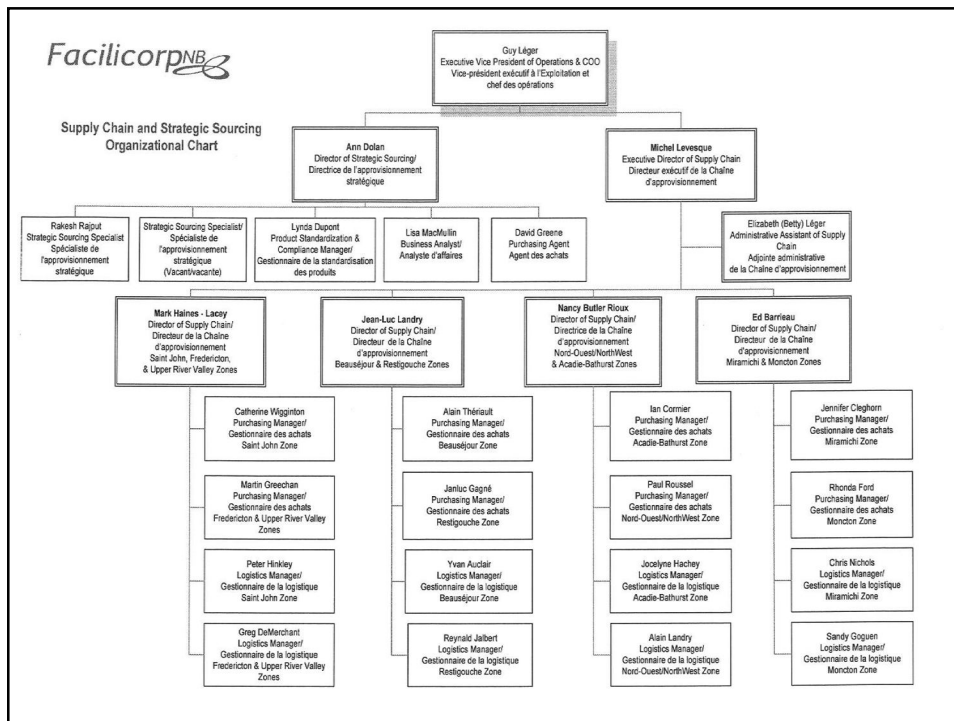 FacilicorpNB
Supply Chain and Strategic Sourcing
Organizational Chart
Guy Léger
Executive Vice President of Operations & COO
Vice-président exécutif à l'Exploitation et
chef des opérations
Ann Dolan
Director of Strategic Sourcing/
Directrice de l'approvisionnement
stratégique
Michel Levesque
Executive Director of Supply Chain
Directeur exécutif de la Chaîne
d'approvisionnement
Rakesh Rajput
Strategic Sourcing Specialist
Spécialiste de
l'approvisionnement
stratégique
Strategic Sourcing Specialist/
Spécialiste de
l'approvisionnement
stratégique
(Vacant/vacante)
Lynda Dupont
Product Standardization &
Compliance Manager/
Gestionnaire de la standardisation
des produits
Lisa MacMullin
Business Analyst/
Analyste d'affaires
David Greene
Purchasing Agent
Agent des achats
Elizabeth (Betty) Léger
Administrative Assistant of Supply
Chain
Adjointe administrative
de la Chaîne d'approvisionnement
Mark Haines - Lacey
Director of Supply Chain/
Directeur de la Chaîne
d'approvisionnement
Saint John, Fredericton,
& Upper River Valley Zones
Jean-Luc Landry
Director of Supply Chain/
Directeur de la Chaîne
d'approvisionnement
Beauséjour & Restigouche Zones
Nancy Butler Rioux
Director of Supply Chain/
Directrice de la Chaîne
d'approvisionnement
Nord-Ouest/NorthWest
& Acadie-Bathurst Zones
Ed Barrieau
Director of Supply Chain/
Directeur de la Chaîne
d'approvisionnement
Miramichi & Moncton Zones
Catherine Wigginton
Purchasing Manager/
Gestionnaire des achats
Saint John Zone
Alain Thériault
Purchasing Manager/
Gestionnaire des achats
Beauséjour Zone
Ian Cormier
Purchasing Manager/
Gestionnaire des achats
Acadie-Bathurst Zone
Jennifer Cleghorn
Purchasing Manager/
Gestionnaire des achats
Miramichi Zone
Martin Greechan
Purchasing Manager/
Gestionnaire des achats
Fredericton & Upper River Valley
Zones
Janluc Gagné
Purchasing Manager/
Gestionnaire des achats
Restigouche Zone
Paul Roussel
Purchasing Manager/
Gestionnaire des achats
Nord-Ouest/NorthWest Zone
Rhonda Ford
Purchasing Manager/
Gestionnaire des achats
Moncton Zone
Peter Hinkley
Logistics Manager/
Gestionnaire de la logistique
Saint John Zone
Yvan Auclair
Logistics Manager/
Gestionnaire de la logistique
Beauséjour Zone
Jocelyne Hachey
Logistics Manager/
Gestionnaire de la logistique
Acadie-Bathurst Zone
Chris Nichols
Logistics Manager/
Gestionnaire de la logistique
Miramichi Zone
Greg DeMerchant
Logistics Manager/
Gestionnaire de la logistique
Fredericton & Upper River Valley
Zones
Reynald Jalbert
Logistics Manager/
Gestionnaire de la logistique
Restigouche Zone
Alain Landry
Logistics Manager/
Gestionnaire de la logistique
Nord-Ouest/NorthWest Zone
Sandy Goguen
Logistics Manager/
Gestionnaire de la logistique
Moncton Zone